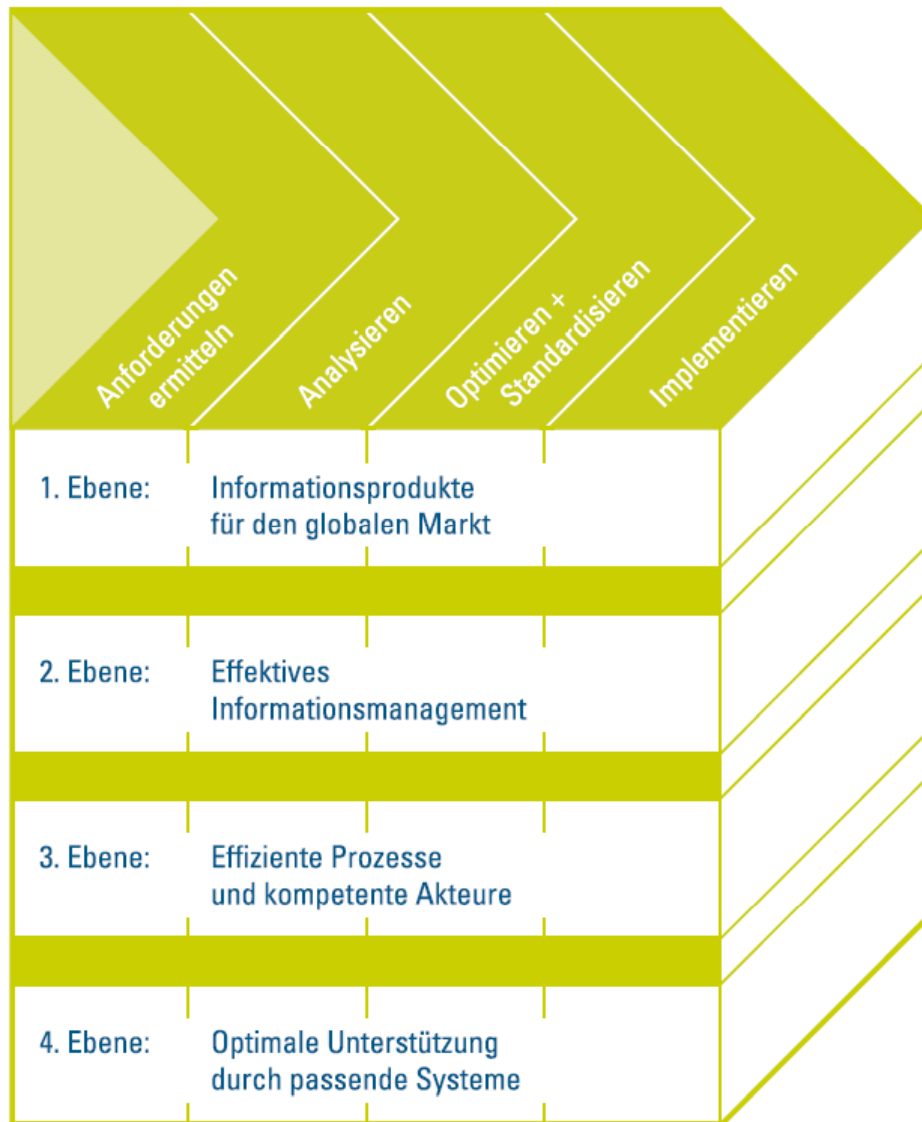 Anforderungen
ermitteln
Analysieren
Optimieren +
Standardisieren
Implementieren
1. Ebene: Informationsprodukte
für den globalen Markt
2. Ebene: Effektives
Informationsmanagement
3. Ebene: Effiziente Prozesse
und kompetente Akteure
4. Ebene: Optimale Unterstützung
durch passende Systeme